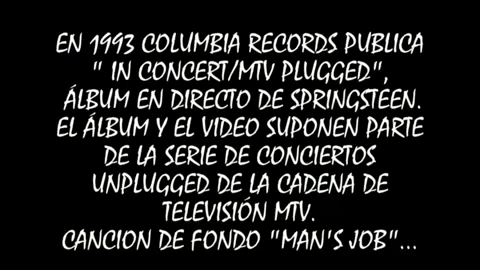 EN 1993 COLUMBIA RECORDS PUBLICA
" IN CONCERT/MTV PLUGGED",
ÁLBUM EN DIRECTO DE SPRINGSTEEN.
EL ÁLBUM Y EL VIDEO SUPONEN PARTE
DE LA SERIE DE CONCIERTOS
UNPLUGGED DE LA CADENA DE
TELEVISIÓN MTV.
CANCION DE FONDO "MAN'S JOB"...